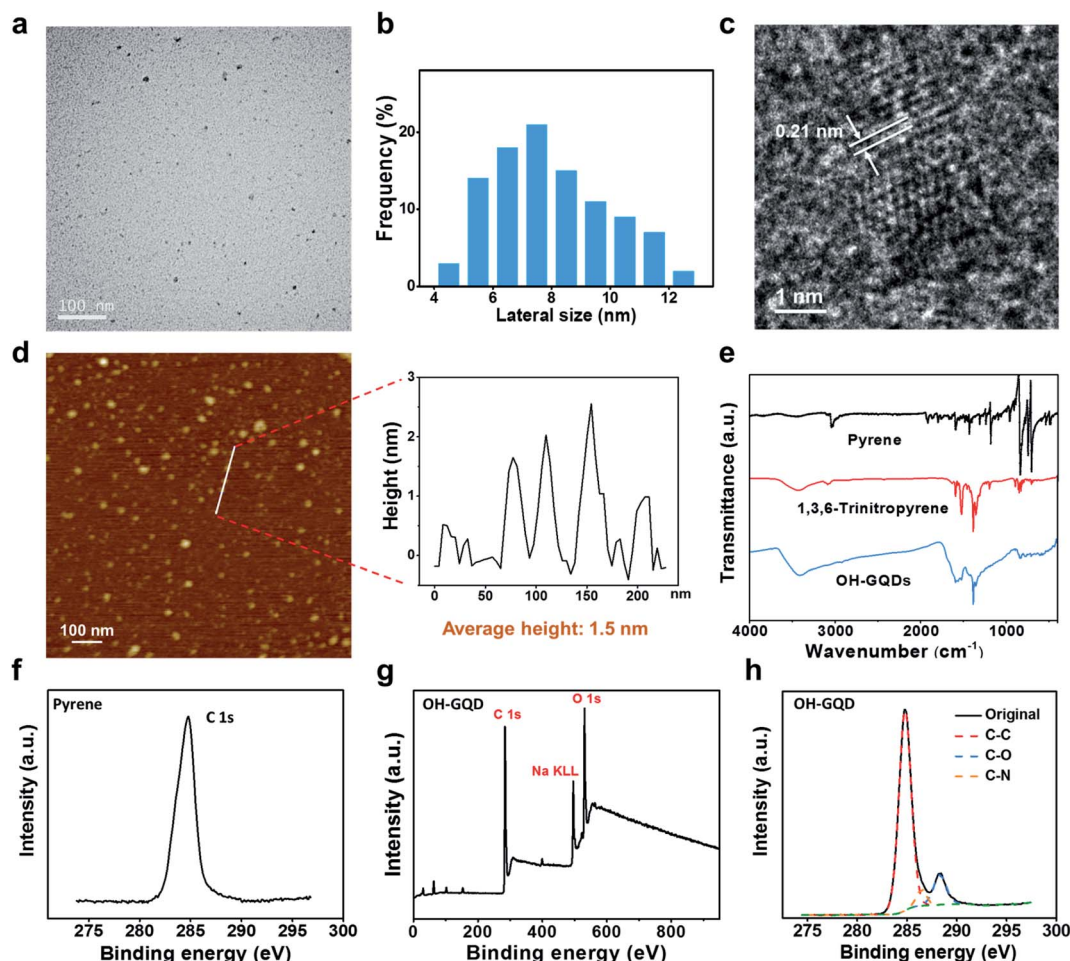 a
100 nm
b
Frequency (%)
20
10
0
4 6 8 10 12
Lateral size (nm)
c
0.21 nm
1 nm
d
100 nm
Height (nm)
3
2
1
0
0 50 100 150 200 nm
Average height: 1.5 nm
e
Transmittance (a.u.)
Pyrene
1,3,6-Trinitropyrene
OH-GQDs
4000 3000 2000 1000
Wavenumber (cm⁻¹)
f
Pyrene
C 1s
Intensity (a.u.)
275 280 285 290 295 300
Binding energy (eV)
g
OH-GQD
C 1s
O 1s
Na KLL
Intensity (a.u.)
0 200 400 600 800
Binding energy (eV)
h
OH-GQD
Original
C-C
C-O
C-N
Intensity (a.u.)
275 280 285 290 295 300
Binding energy (eV)